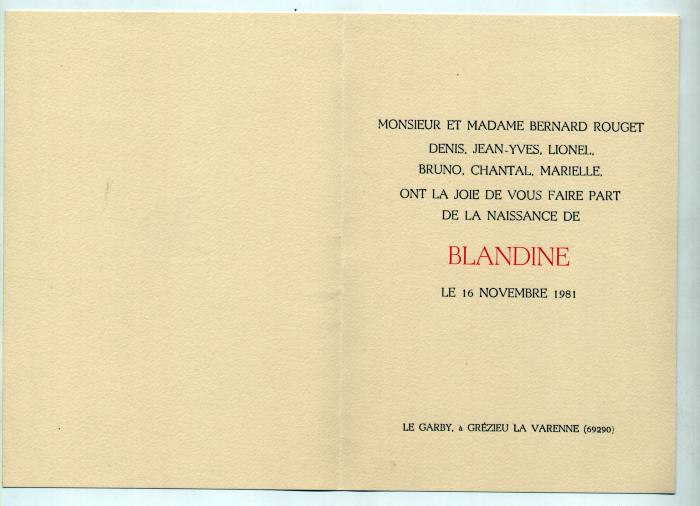 MONSIEUR ET MADAME BERNARD ROUGET
DENIS, JEAN-YVES, LIONEL,
BRUNO, CHANTAL, MARIELLE,
ONT LA JOIE DE VOUS FAIRE PART
DE LA NAISSANCE DE
BLANDINE
LE 16 NOVEMBRE 1981
LE GARBY, à GRÉZIEU LA VARENNE (69290)